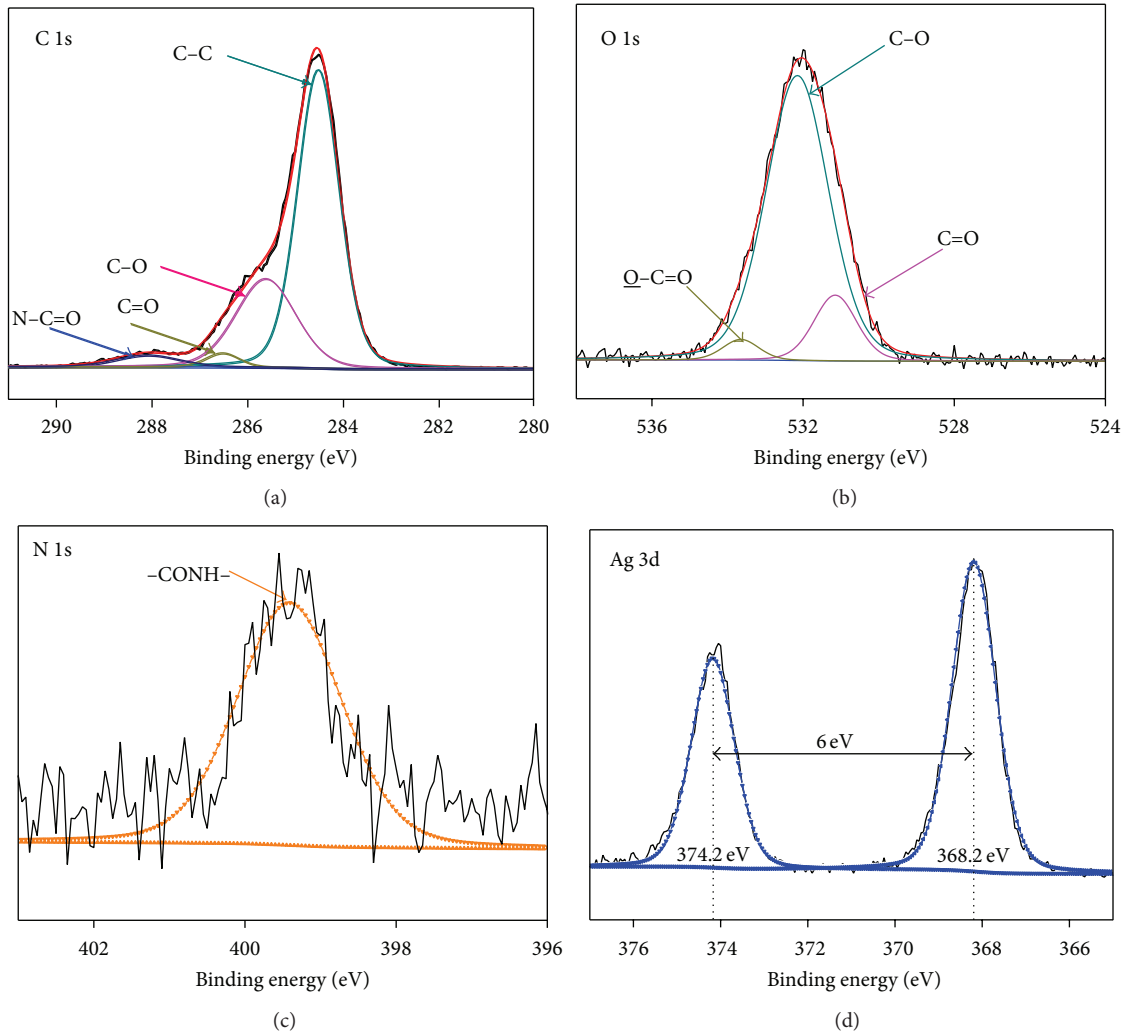 C 1s
C–C
C–O
C=O
N–C=O
290 288 286 284 282 280
Binding energy (eV)
(a)
O 1s
C–O
C=O
O–C=O
536 532 528 524
Binding energy (eV)
(b)
N 1s
–CONH–
402 400 398 396
Binding energy (eV)
(c)
Ag 3d
6 eV
374.2 eV 368.2 eV
376 374 372 370 368 366
Binding energy (eV)
(d)